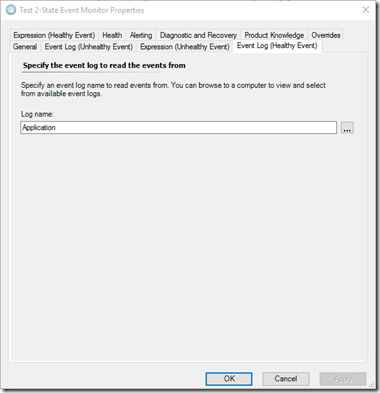 Test 2-State Event Monitor Properties
Expression (Healthy Event) Health Alerting Diagnostic and Recovery Product Knowledge Overrides
General Event Log (Unhealthy Event) Expression (Unhealthy Event) Event Log (Healthy Event)
Specify the event log to read the events from
Specify an event log name to read events from. You can browse to a computer to view and select
from available event logs.
Log name:
Application
...
OK Cancel Apply